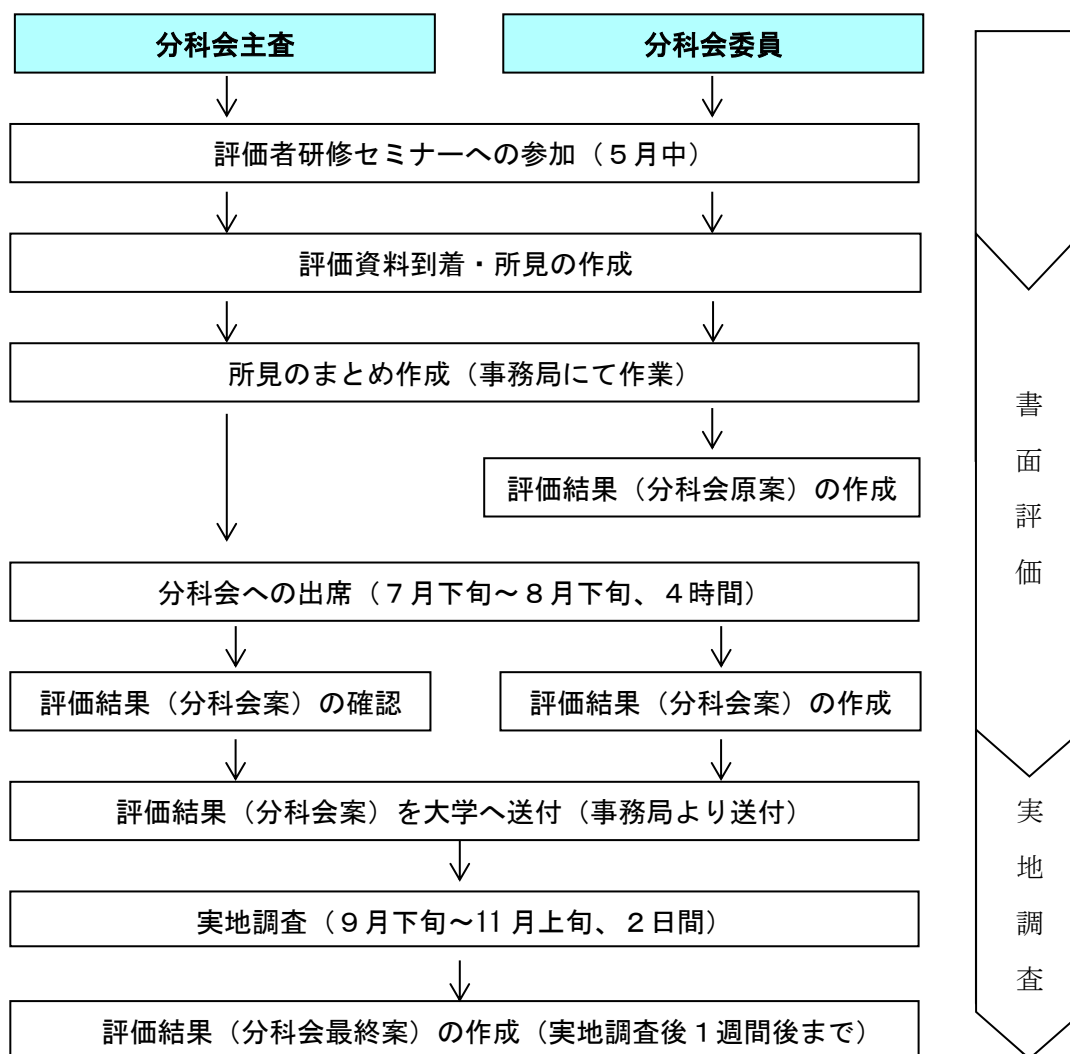 分科会主査
分科会委員
評価者研修セミナーへの参加（５月中）
評価資料到着・所見の作成
所見のまとめ作成（事務局にて作業）
評価結果（分科会原案）の作成
分科会への出席（７月下旬～８月下旬、４時間）
評価結果（分科会案）の確認
評価結果（分科会案）の作成
評価結果（分科会案）を大学へ送付（事務局より送付）
実地調査（９月下旬～11月上旬、２日間）
評価結果（分科会最終案）の作成（実地調査後１週間後まで）
書面評価
実地調査